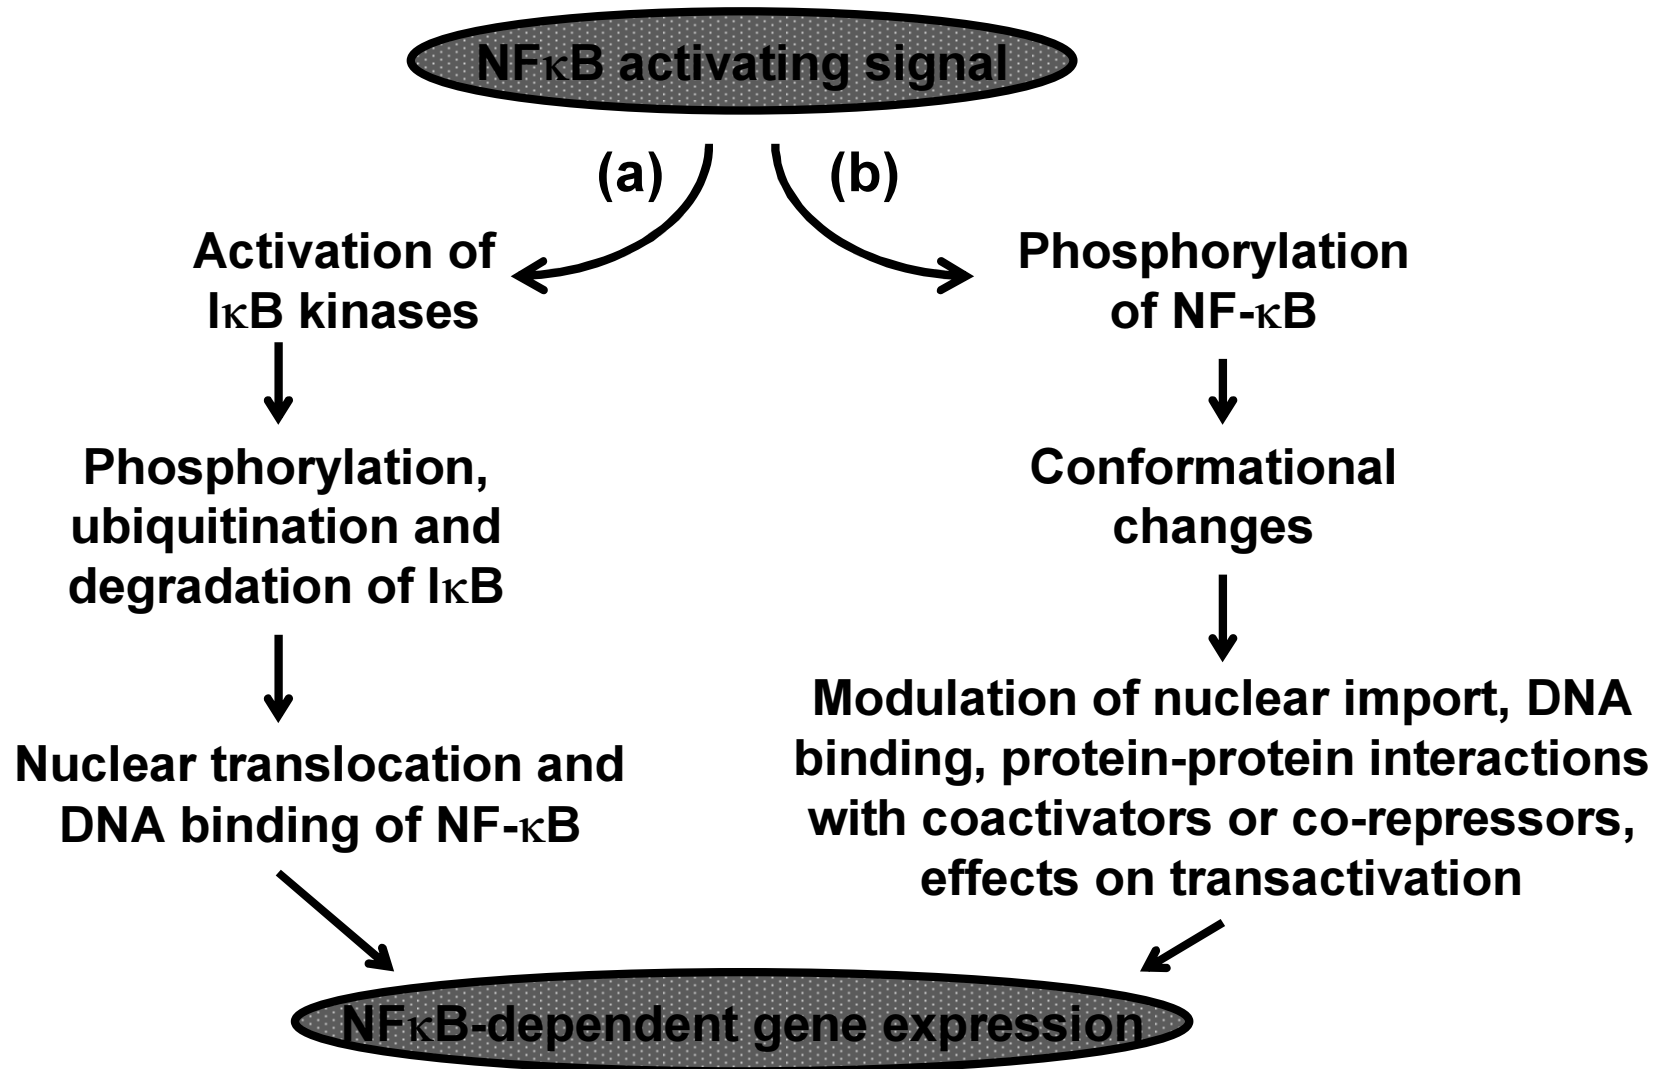 NFκB activating signal
(a)
(b)
Activation of
IκB kinases
Phosphorylation,
ubiquitination and
degradation of IκB
Nuclear translocation and
DNA binding of NF-κB
Phosphorylation
of NF-κB
Conformational
changes
Modulation of nuclear import, DNA
binding, protein-protein interactions
with coactivators or co-repressors,
effects on transactivation
NFκB-dependent gene expression